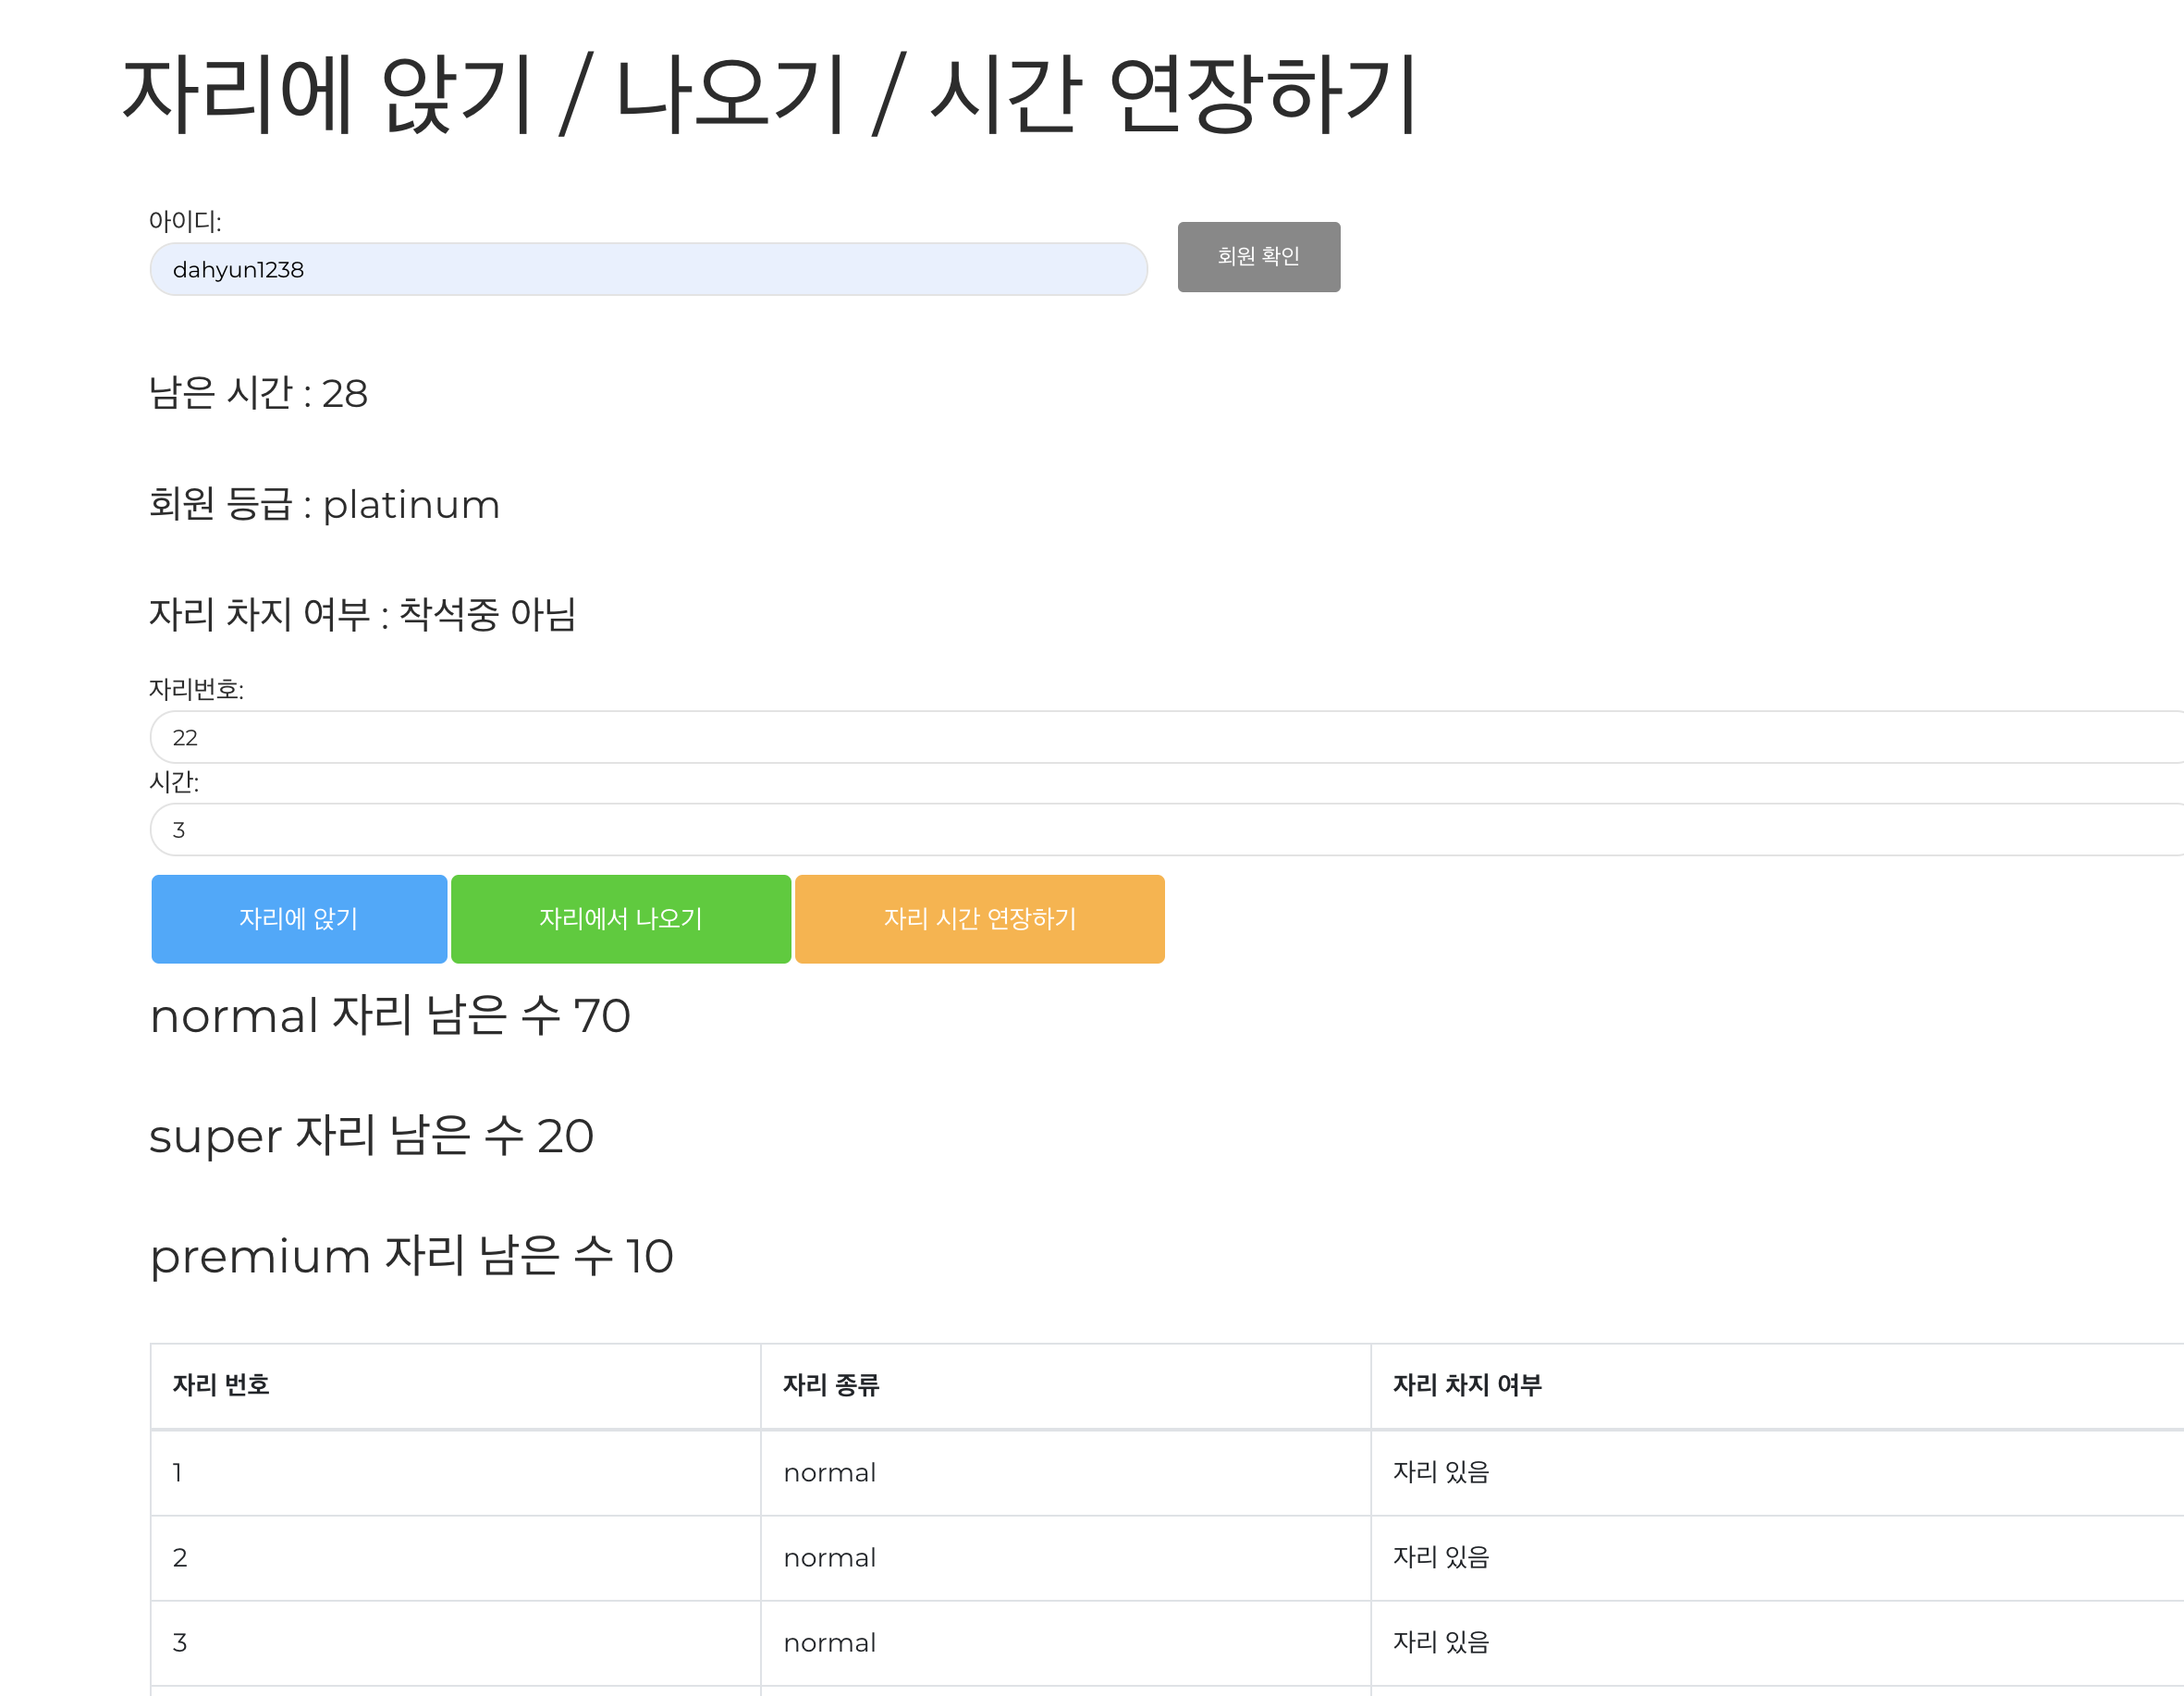 자리에 앉기 / 나오기 / 시간 연장하기
아이디:
dahyun1238
회원 확인
남은 시간 : 28
회원 등급 : platinum
자리 차지 여부 : 착석중 아님
자리번호:
22
시간:
3
자리에 앉기 자리에서 나오기 자리 시간 연장하기
normal 자리 남은 수 70
super 자리 남은 수 20
premium 자리 남은 수 10
자리 번호 자리 종류 자리 차지 여부
1 normal 자리 있음
2 normal 자리 있음
3 normal 자리 있음